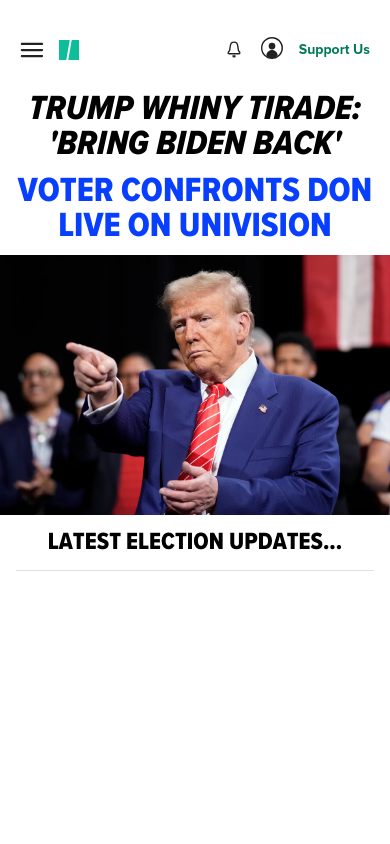 Support Us
TRUMP WHINY TIRADE:
'BRING BIDEN BACK'
VOTER CONFRONTS DON
LIVE ON UNIVISION
LATEST ELECTION UPDATES...